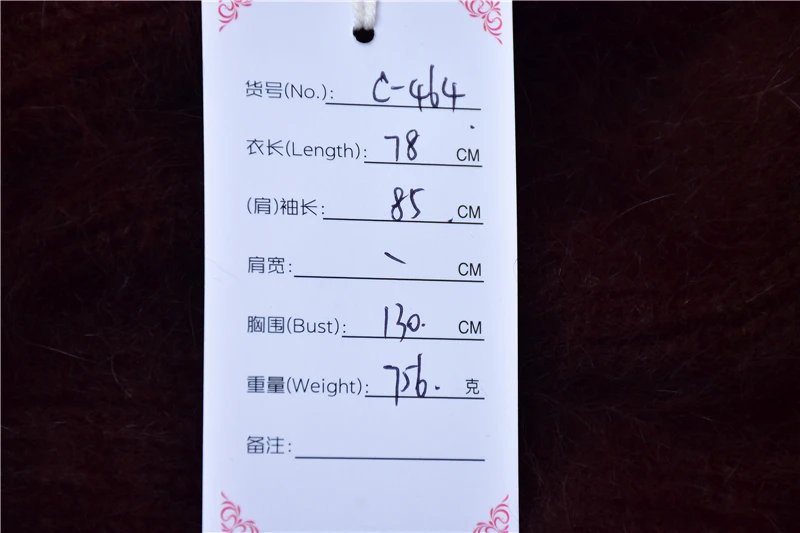 货号(No.): C-464
衣长(Length): 78 CM
(肩)袖长: 85 CM
肩宽: - CM
胸围(Bust): 130. CM
重量(Weight): 756. 克
备注: